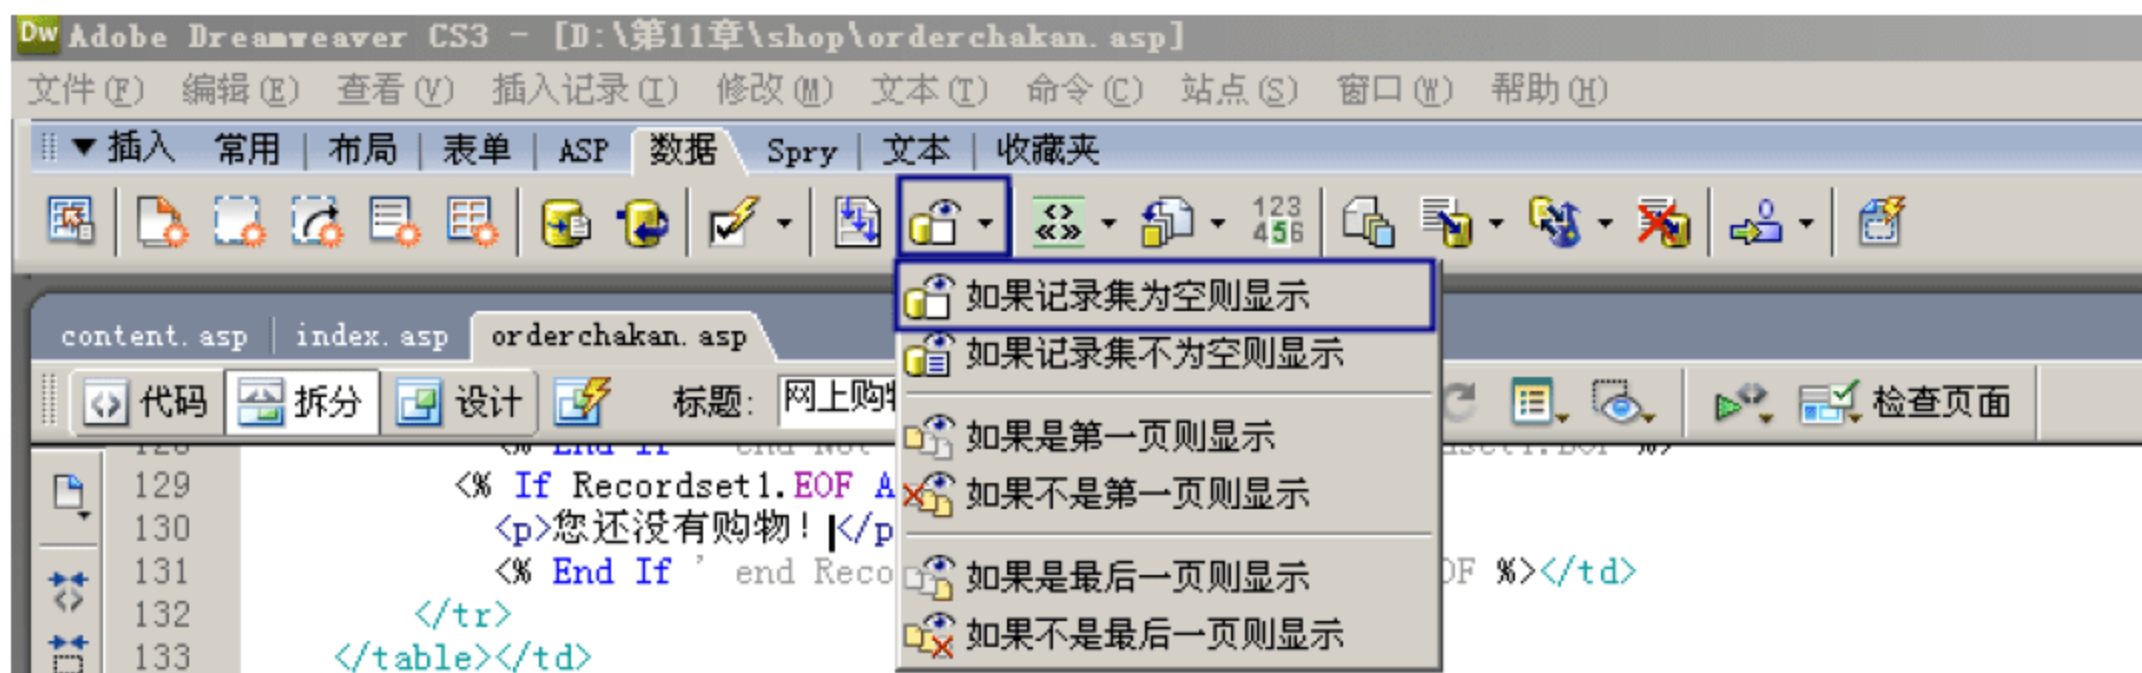 Dw Adobe Dreamweaver CS3 - [D:\第11章\shop\orderchakan.asp]
文件(F) 编辑(E) 查看(V) 插入记录(I) 修改(M) 文本(T) 命令(C) 站点(S) 窗口(W) 帮助(H)
▼插入 常用 | 布局 | 表单 | ASP 数据 Spry | 文本 | 收藏夹
123
456
如果记录集为空则显示
content.asp index.asp orderchakan.asp
如果记录集不为空则显示
代码 拆分 设计 标题: 网上购 检查页面
如果是第一页则显示
129 <% If Recordset1.EOF A
如果不是第一页则显示
130 <p>您还没有购物！</p
131 <% End If ' end Reco OF %></td>
如果是最后一页则显示
132 </tr>
如果不是最后一页则显示
133 </table></td>